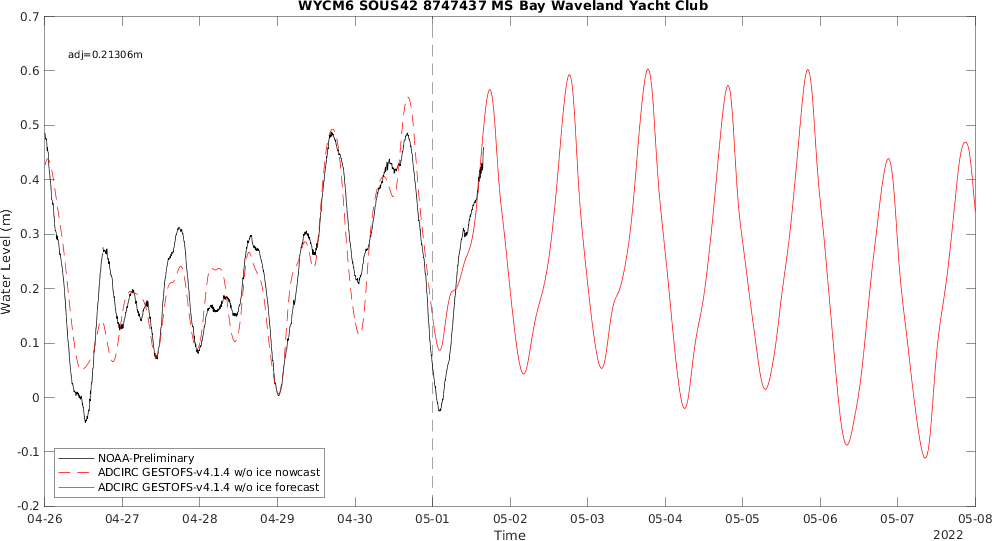 WYCM6 SOUS42 8747437 MS Bay Waveland Yacht Club
adj=0.21306m
Water Level (m)
0.7
0.6
0.5
0.4
0.3
0.2
0.1
0
-0.1
-0.2
NOAA-Preliminary
ADCIRC GESTOFS-v4.1.4 w/o ice nowcast
ADCIRC GESTOFS-v4.1.4 w/o ice forecast
04-26 04-27 04-28 04-29 04-30 05-01 05-02 05-03 05-04 05-05 05-06 05-07 05-08
Time
2022